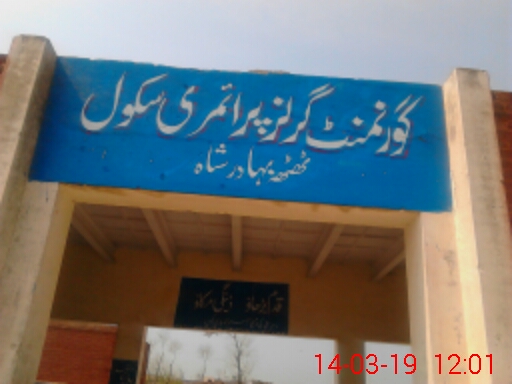 گورنمنٹ گرلز پرائمری سکول
ٹھٹھہ بہادر شاہ
14-03-19 12:01